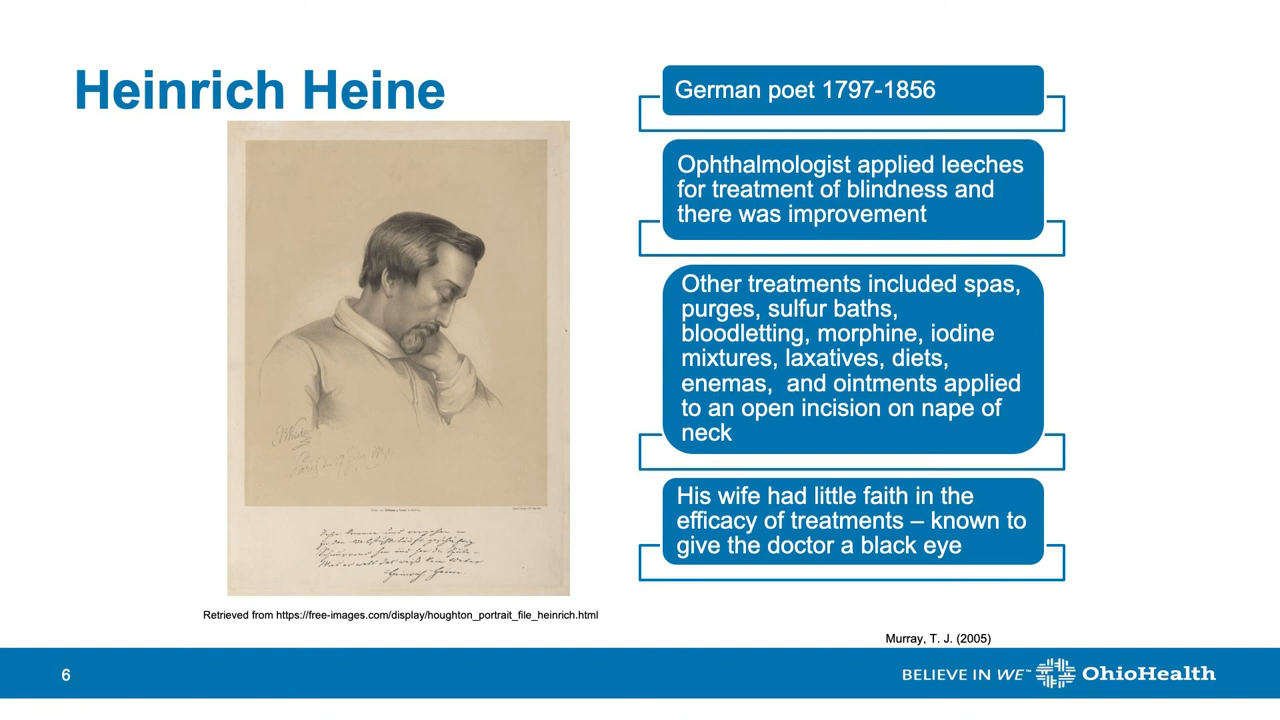 Heinrich Heine
German poet 1797-1856
Ophthalmologist applied leeches
for treatment of blindness and
there was improvement
Other treatments included spas,
purges, sulfur baths,
bloodletting, morphine, iodine
mixtures, laxatives, diets,
enemas,  and ointments applied
to an open incision on nape of
neck
His wife had little faith in the
efficacy of treatments – known to
give the doctor a black eye
Heinrich Heine
Retrieved from https://free-images.com/display/houghton_portrait_file_heinrich.html
Murray, T. J. (2005)
6
BELIEVE IN WE™ OhioHealth